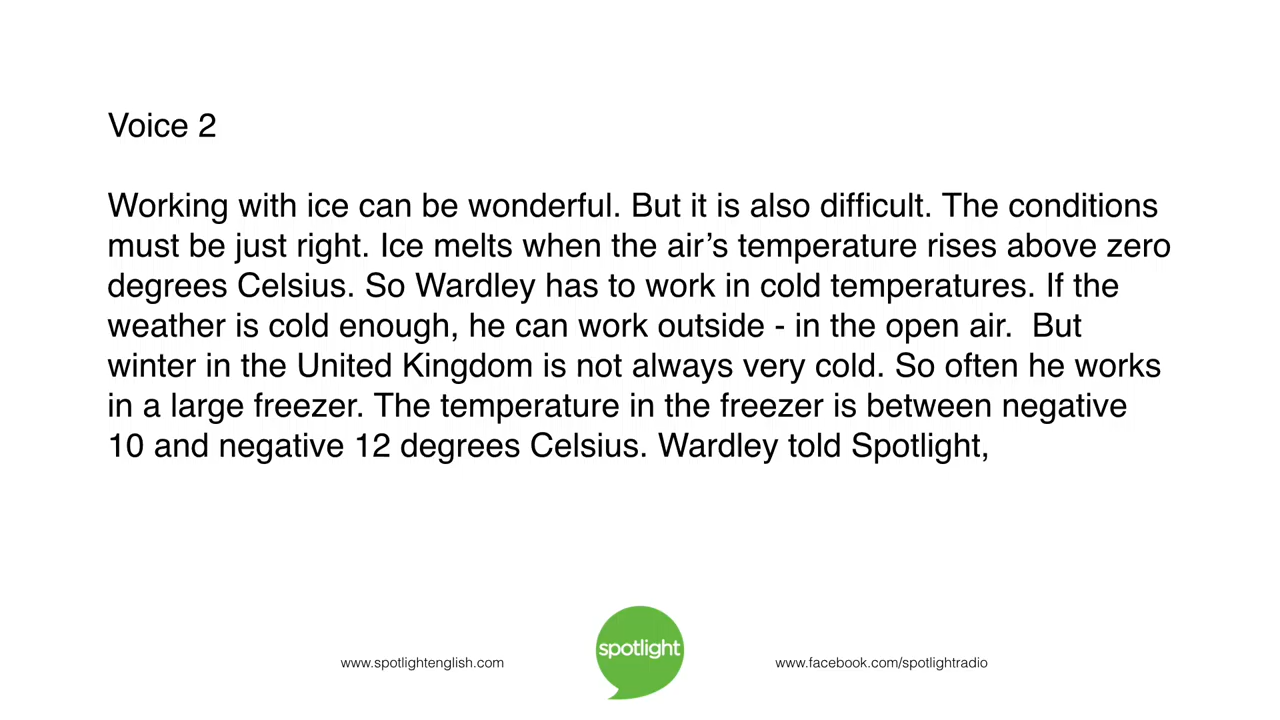 Voice 2
Working with ice can be wonderful. But it is also difficult. The conditions
must be just right. Ice melts when the air’s temperature rises above zero
degrees Celsius. So Wardley has to work in cold temperatures. If the
weather is cold enough, he can work outside - in the open air.  But
winter in the United Kingdom is not always very cold. So often he works
in a large freezer. The temperature in the freezer is between negative
10 and negative 12 degrees Celsius. Wardley told Spotlight,
spotlight
www.spotlightenglish.com
www.facebook.com/spotlightradio